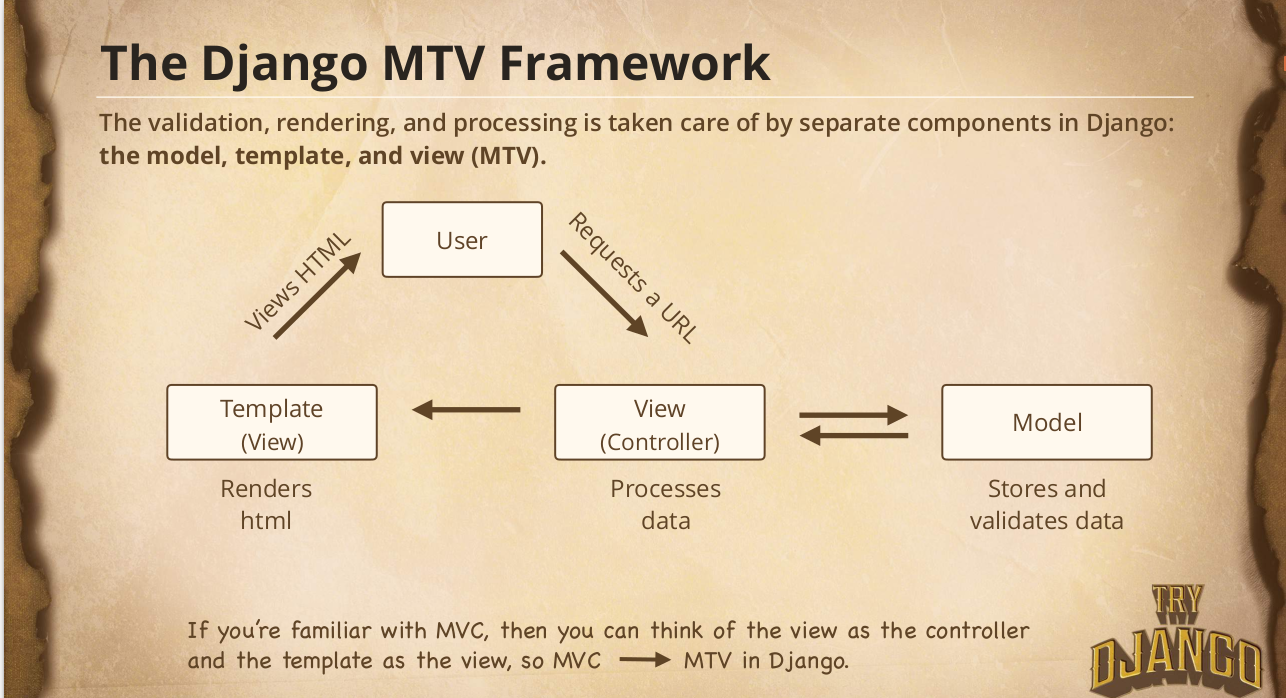 The Django MTV Framework
The validation, rendering, and processing is taken care of by separate components in Django:
the model, template, and view (MTV).
User
Views HTML
Requests a URL
Template
(View)
View
(Controller)
Model
Renders
html
Processes
data
Stores and
validates data
If you're familiar with MVC, then you can think of the view as the controller
and the template as the view, so MVC → MTV in Django.
TRY
DJANGO